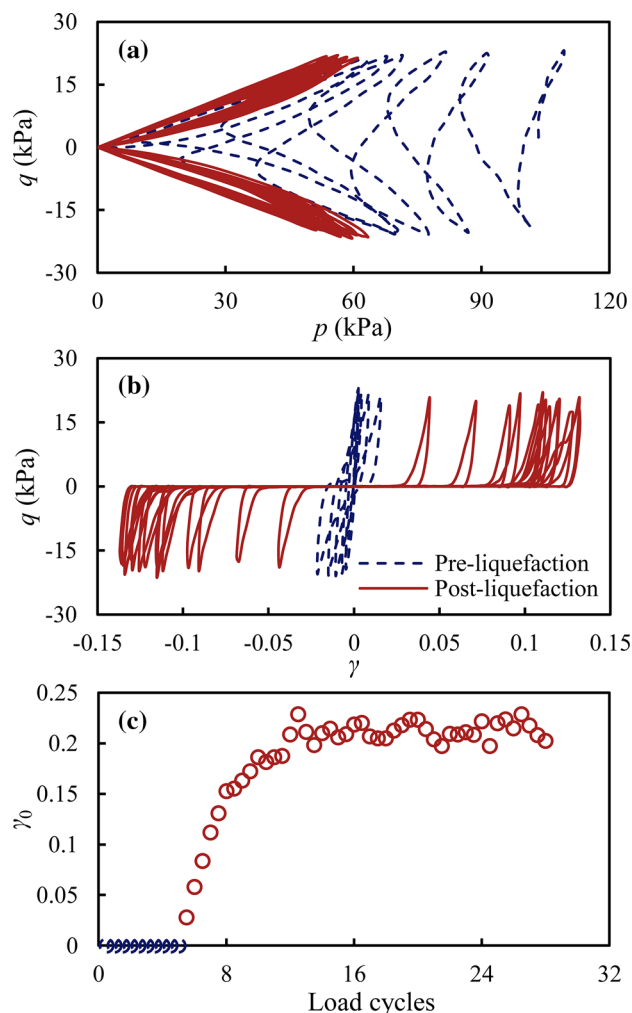 (a)
30
15
0
-15
-30
q (kPa)
0 30 60 90 120
p (kPa)
(b)
30
15
0
-15
-30
q (kPa)
Pre-liquefaction
Post-liquefaction
-0.15 -0.1 -0.05 0 0.05 0.1 0.15
γ
(c)
0.25
0.2
0.15
0.1
0.05
0
γ0
0 8 16 24 32
Load cycles